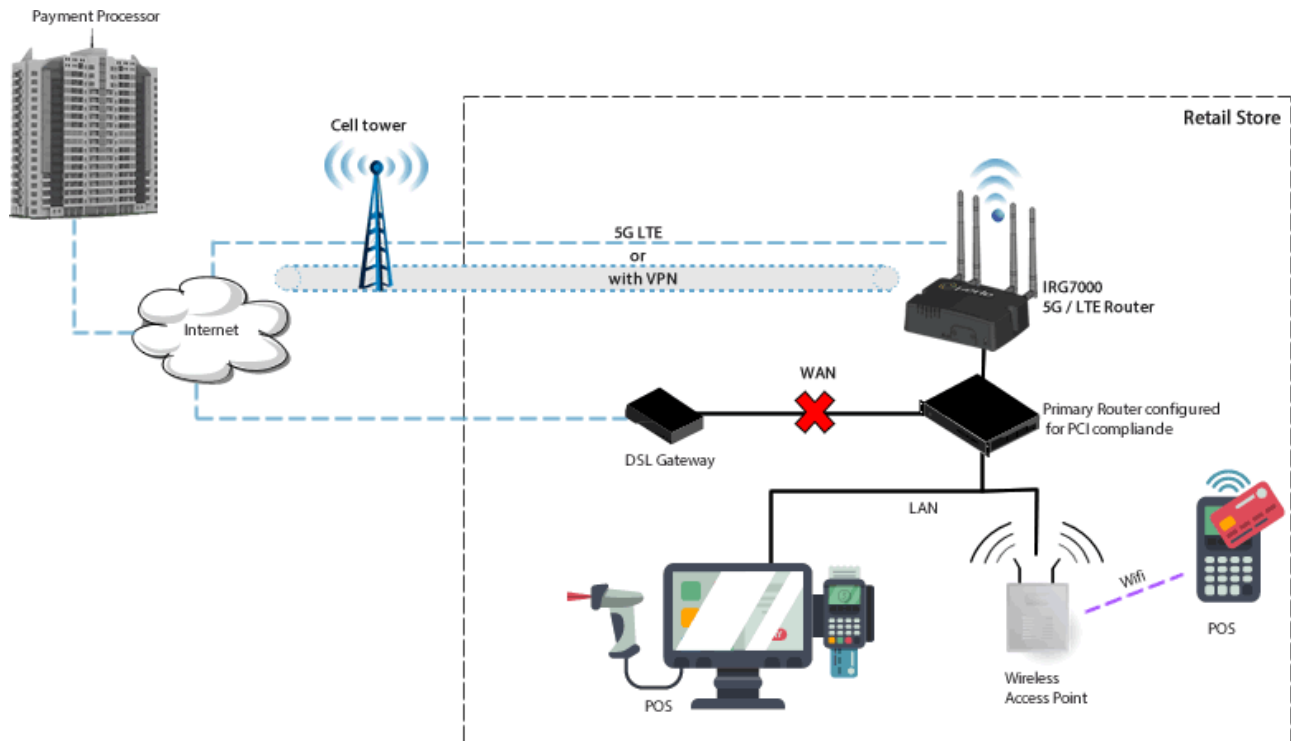 Payment Processor
Cell tower
Retail Store
5G LTE
or
with VPN
IRG7000
5G / LTE Router
Internet
WAN
Primary Router configured
for PCI compliande
DSL Gateway
LAN
Wifi
POS
Wireless
Access Point
POS